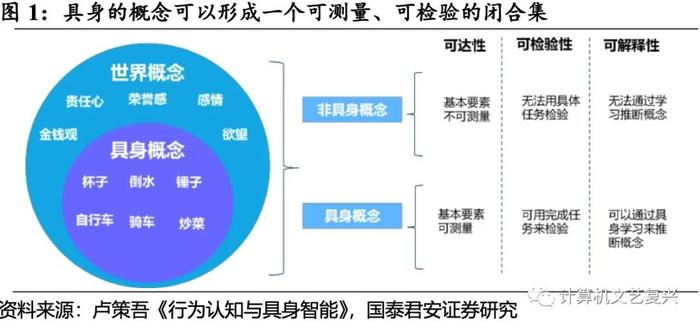 图 1：具身的概念可以形成一个可测量、可检验的闭合集
世界概念
责任心 荣誉感 感情
金钱观 欲望
具身概念
杯子 倒水 锤子
自行车 骑车 炒菜
可达性 可检验性 可解释性
非具身概念
基本要素
不可测量
无法用具体
任务检验
无法通过学
习推断概念
具身概念
基本要素
可测量
可用完成任
务来检验
可以通过具
身学习来推
断概念
计算机文艺复兴
资料来源：卢策吾《行为认知与具身智能》，国泰君安证券研究